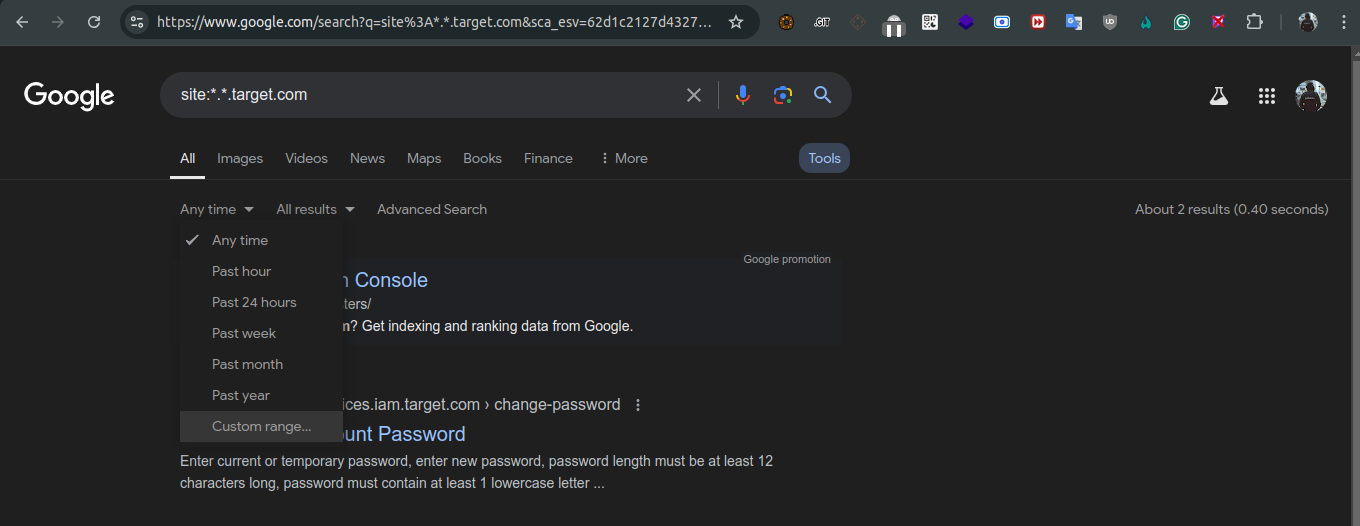 https://www.google.com/search?q=site%3A*.*.target.com&sca_esv=62d1c2127d4327...
.GIT
Google
site:*.*.target.com
All Images Videos News Maps Books Finance More Tools
Any time All results Advanced Search About 2 results (0.40 seconds)
Any time
Past hour
Past 24 hours
Past week
Past month
Past year
Custom range...
Google promotion
Console
ters/
? Get indexing and ranking data from Google.
ices.iam.target.com › change-password
unt Password
Enter current or temporary password, enter new password, password length must be at least 12
characters long, password must contain at least 1 lowercase letter ...